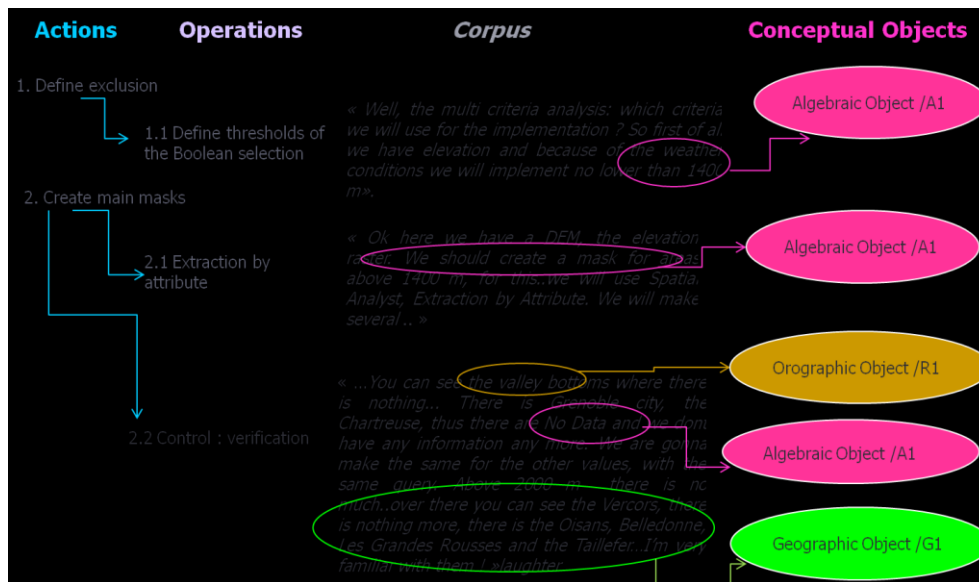 Actions
Operations
Corpus
Conceptual Objects
1. Define exclusion
1.1 Define thresholds of
the Boolean selection
« Well, the multi criteria analysis: which criteria
we will use for the implementation ? So first of al
we have elevation and because of the weather
conditions we will implement no lower than 1400
m».
Algebraic Object /A1
2. Create main masks
2.1 Extraction by
attribute
« Ok here we have a DEM, the elevation
raster. We should create a mask for areas
above 1400 m, for this..we will use Spatial
Analyst, Extraction by Attribute. We will make
several .. »
Algebraic Object /A1
2.2 Control : verification
« ...You can see the valley bottoms where there
is nothing... There is Grenoble city, the
Chartreuse, thus there are No Data and we dont
have any information any more. We are gonna
make the same for the other values, with the
same query. Above 2000 m.. there is no
much..over there you can see the Vercors, there
is nothing more, there is the Oisans, Belledonne,
Les Grandes Rousses and the Taillefer...I'm very
familiar with them ! »laughter
Orographic Object /R1
Algebraic Object /A1
Geographic Object /G1